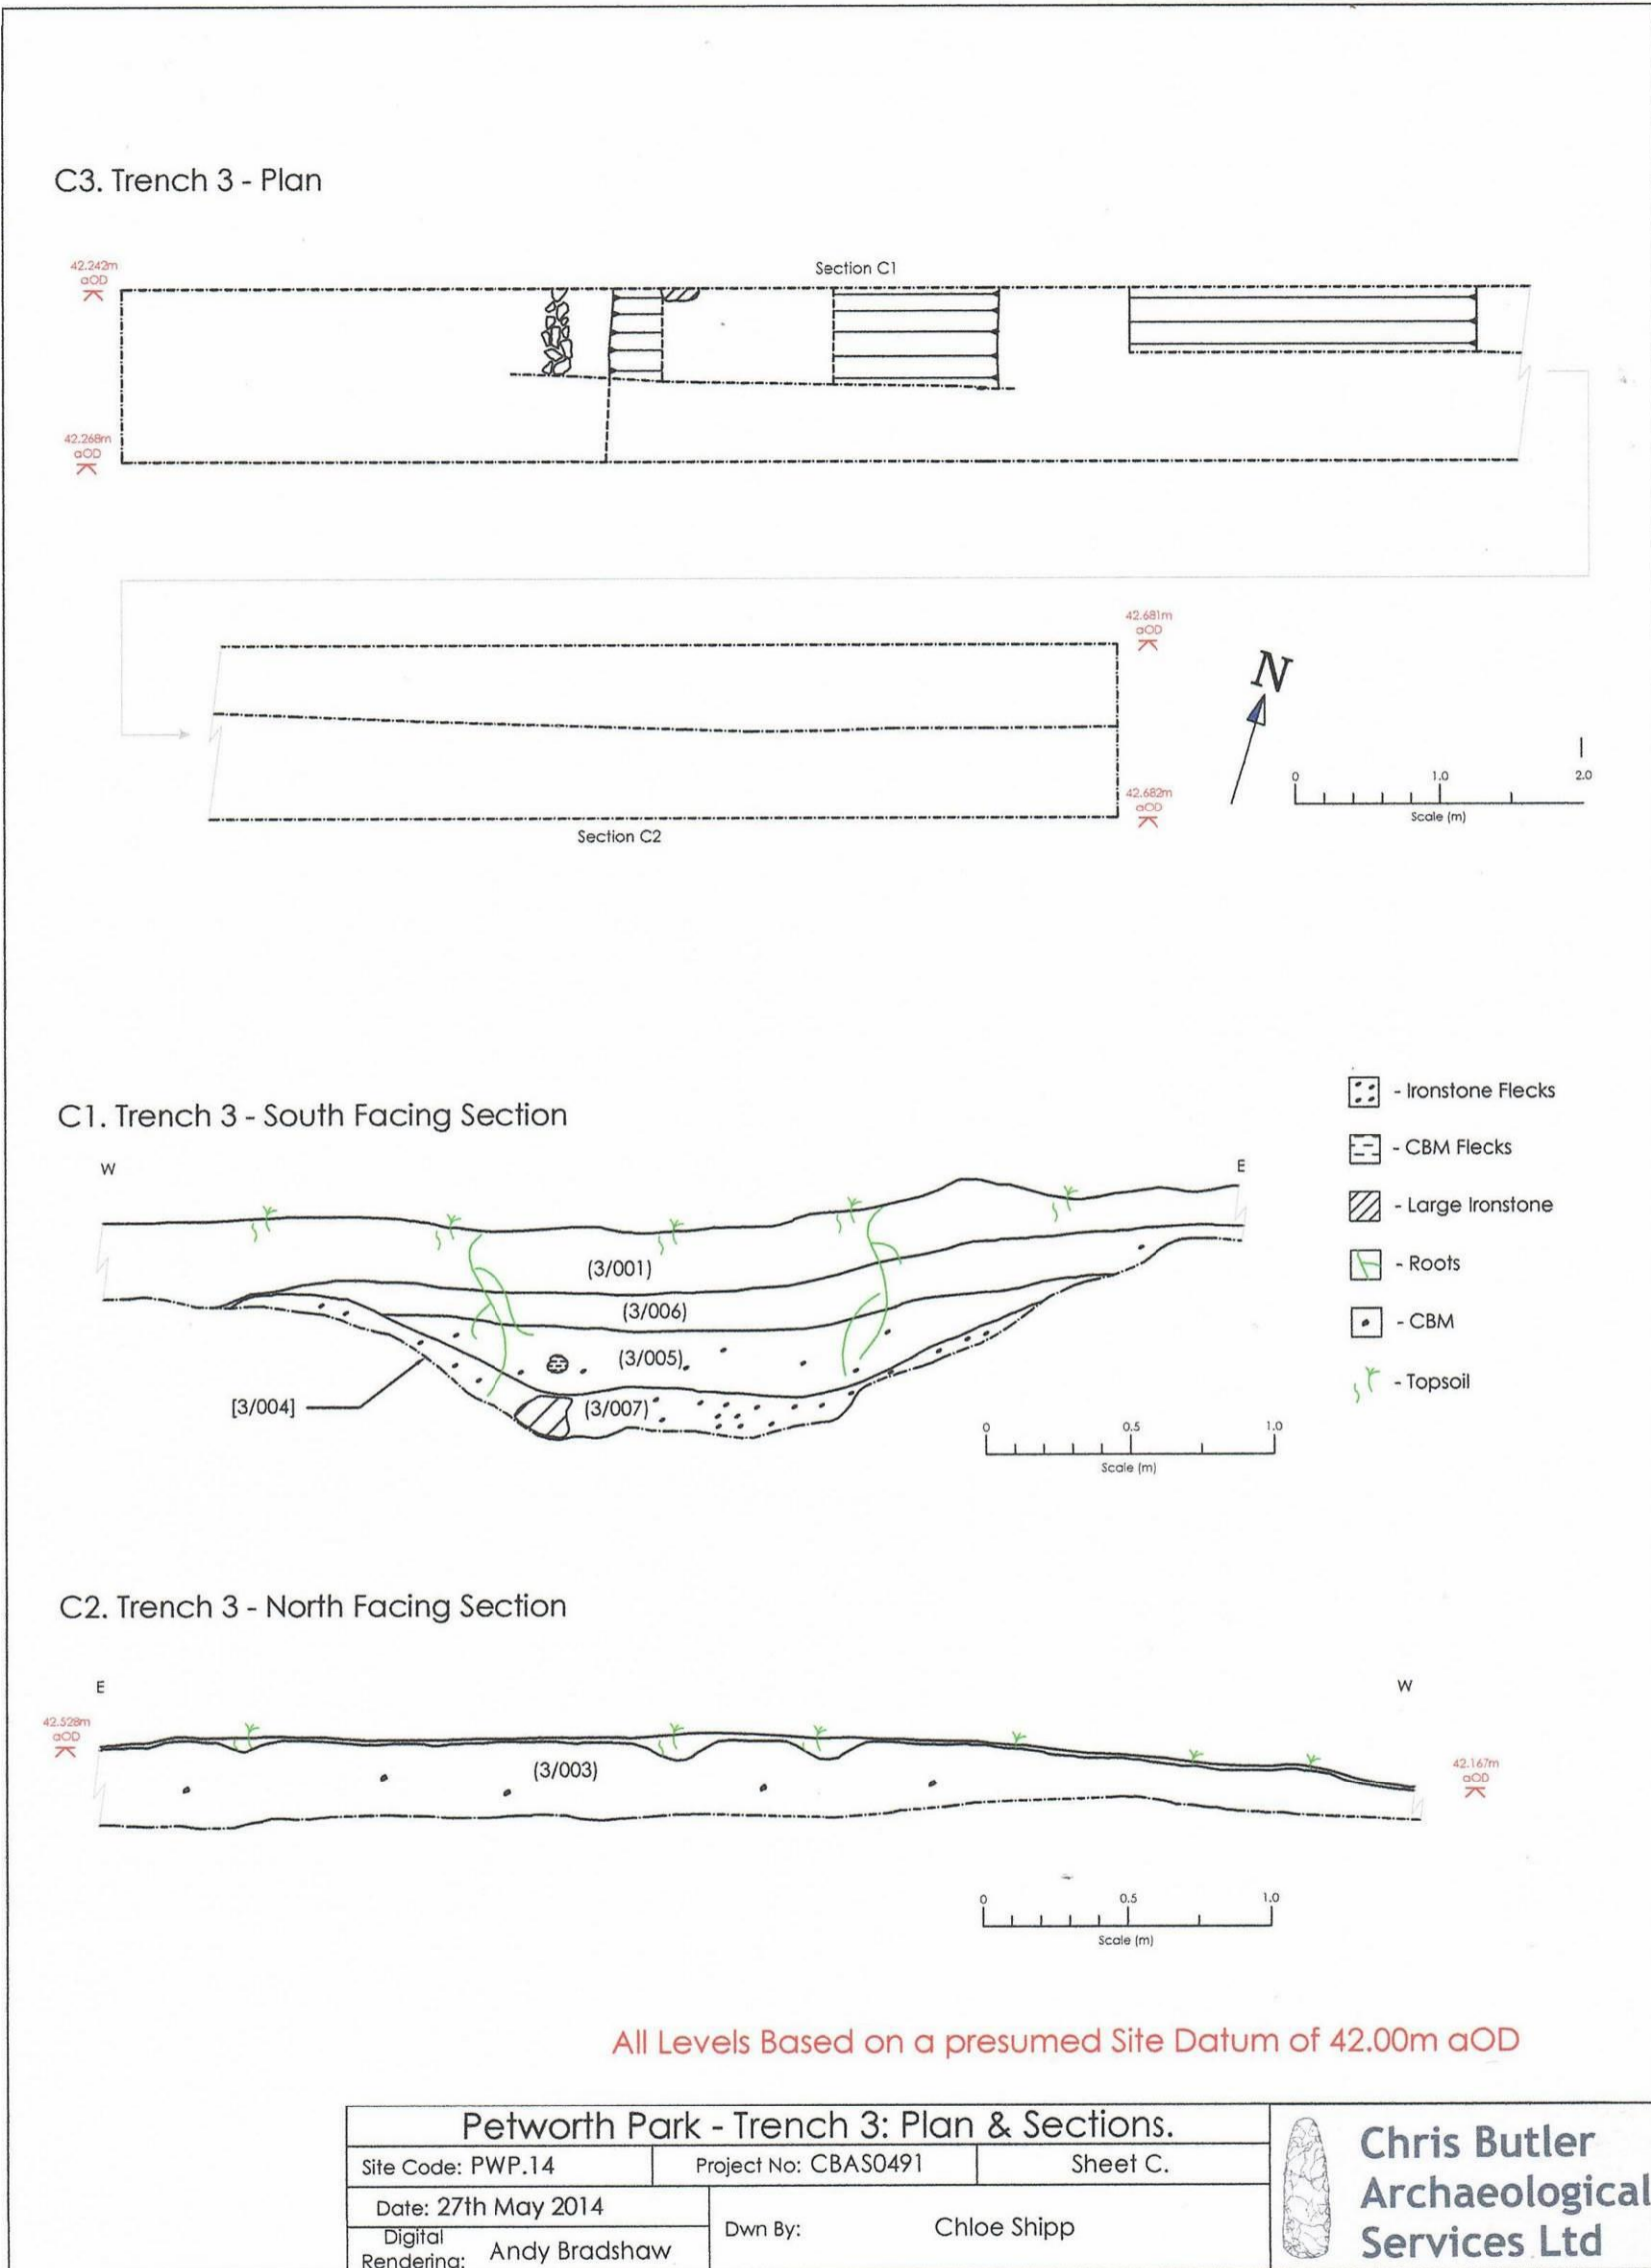 C3. Trench 3 - Plan
42.242m
aOD
Section C1
42.268m
aOD
42.681m
aOD
N
42.682m
aOD
0 1.0 2.0
Scale (m)
Section C2
C1. Trench 3 - South Facing Section
W
E
(3/001)
(3/006)
(3/005)
[3/004]
(3/007)
0 0.5 1.0
Scale (m)
- Ironstone Flecks
- CBM Flecks
- Large Ironstone
- Roots
- CBM
- Topsoil
C2. Trench 3 - North Facing Section
E
W
42.528m
aOD
(3/003)
42.167m
aOD
0 0.5 1.0
Scale (m)
All Levels Based on a presumed Site Datum of 42.00m aOD
Petworth Park - Trench 3: Plan & Sections.
Site Code: PWP.14
Project No: CBAS0491
Sheet C.
Date: 27th May 2014
Digital
Rendering: Andy Bradshaw
Dwn By: Chloe Shipp
Chris Butler
Archaeological
Services Ltd